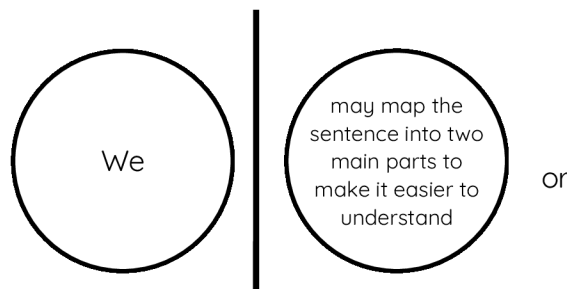 We
may map the
sentence into two
main parts to
make it easier to
understand
or